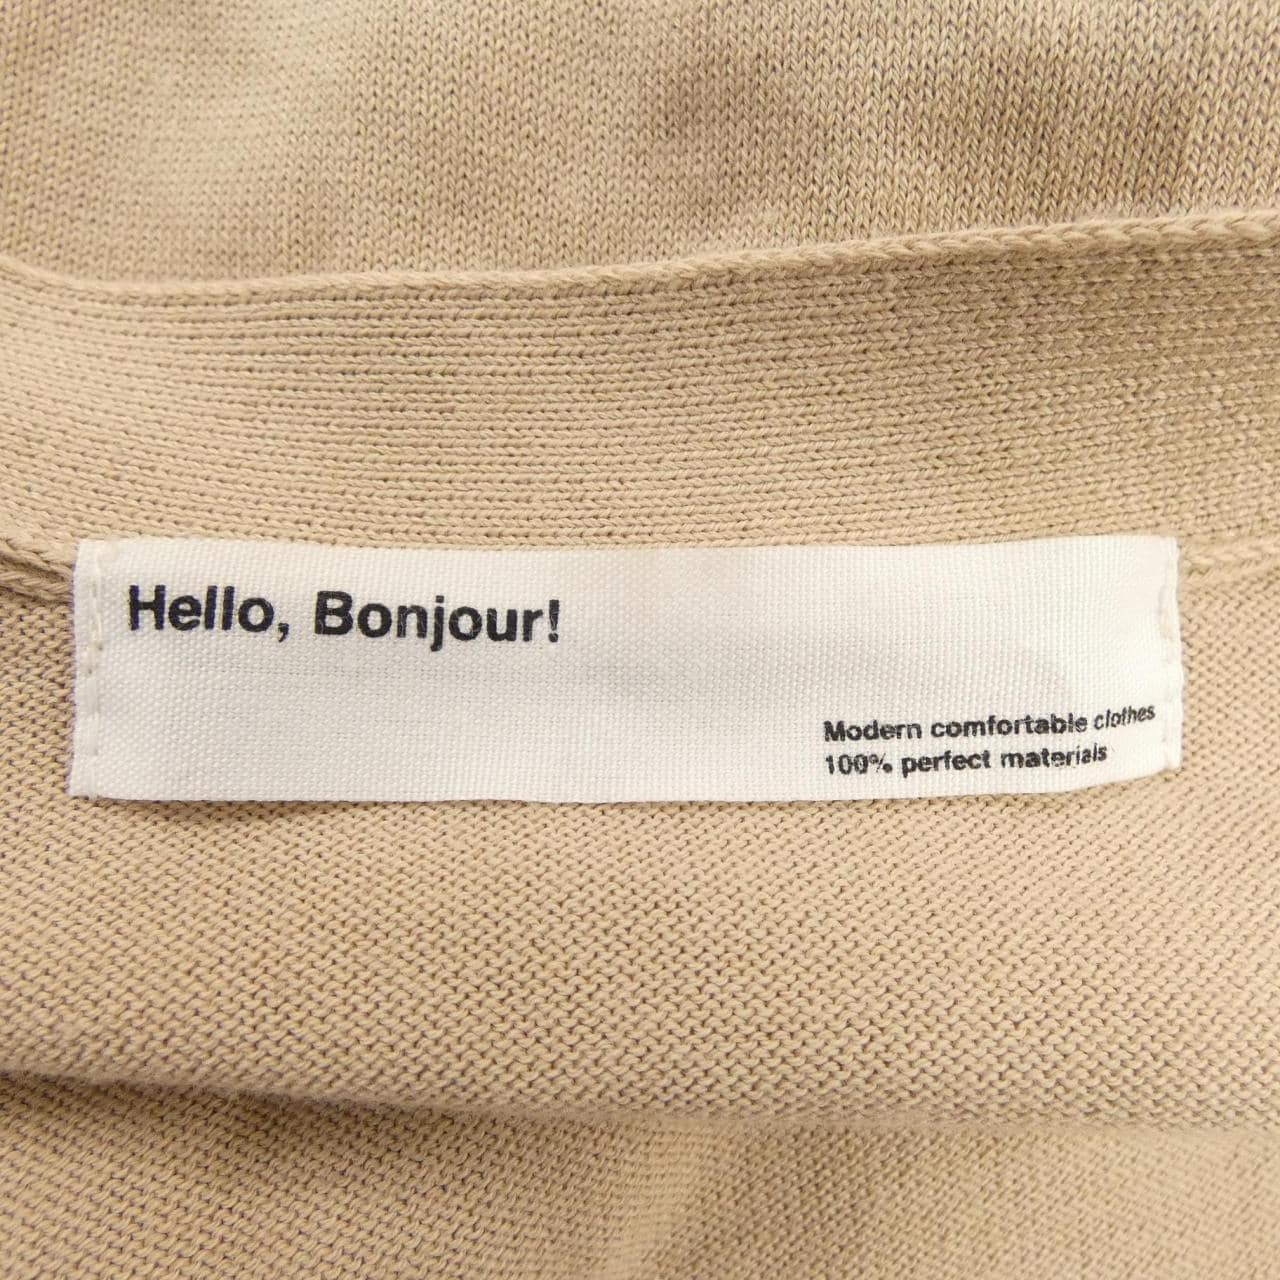 Hello, Bonjour!
Modern comfortable clothes
100% perfect materials